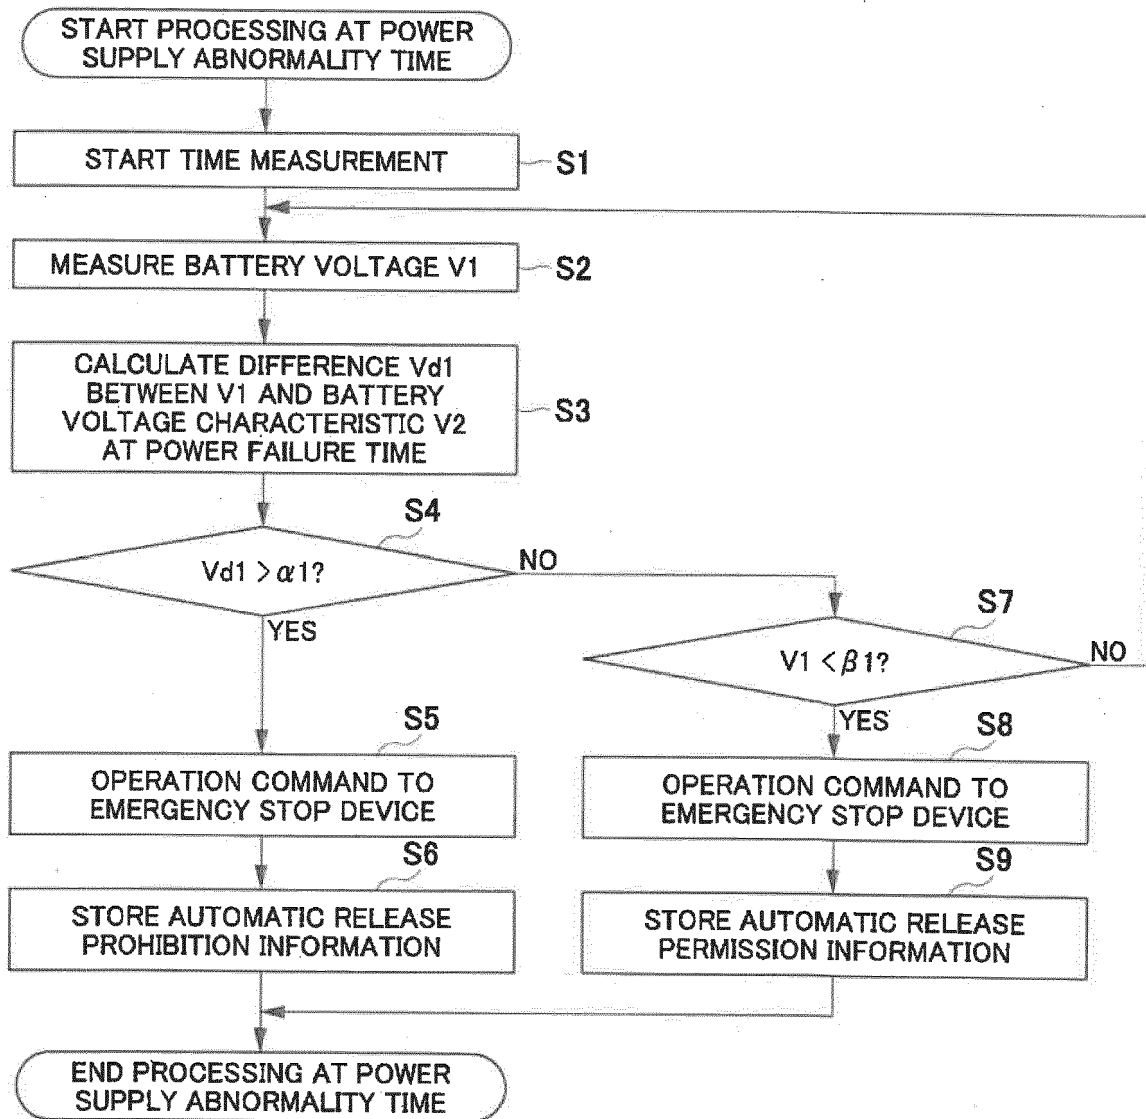 START PROCESSING AT POWER
SUPPLY ABNORMALITY TIME
START TIME MEASUREMENT
S1
MEASURE BATTERY VOLTAGE V1
S2
CALCULATE DIFFERENCE Vd1
BETWEEN V1 AND BATTERY
VOLTAGE CHARACTERISTIC V2
AT POWER FAILURE TIME
S3
S4
Vd1 > α1?
NO
YES
S7
V1 < β1?
NO
YES
S5
OPERATION COMMAND TO
EMERGENCY STOP DEVICE
S8
OPERATION COMMAND TO
EMERGENCY STOP DEVICE
S6
STORE AUTOMATIC RELEASE
PROHIBITION INFORMATION
S9
STORE AUTOMATIC RELEASE
PERMISSION INFORMATION
END PROCESSING AT POWER
SUPPLY ABNORMALITY TIME